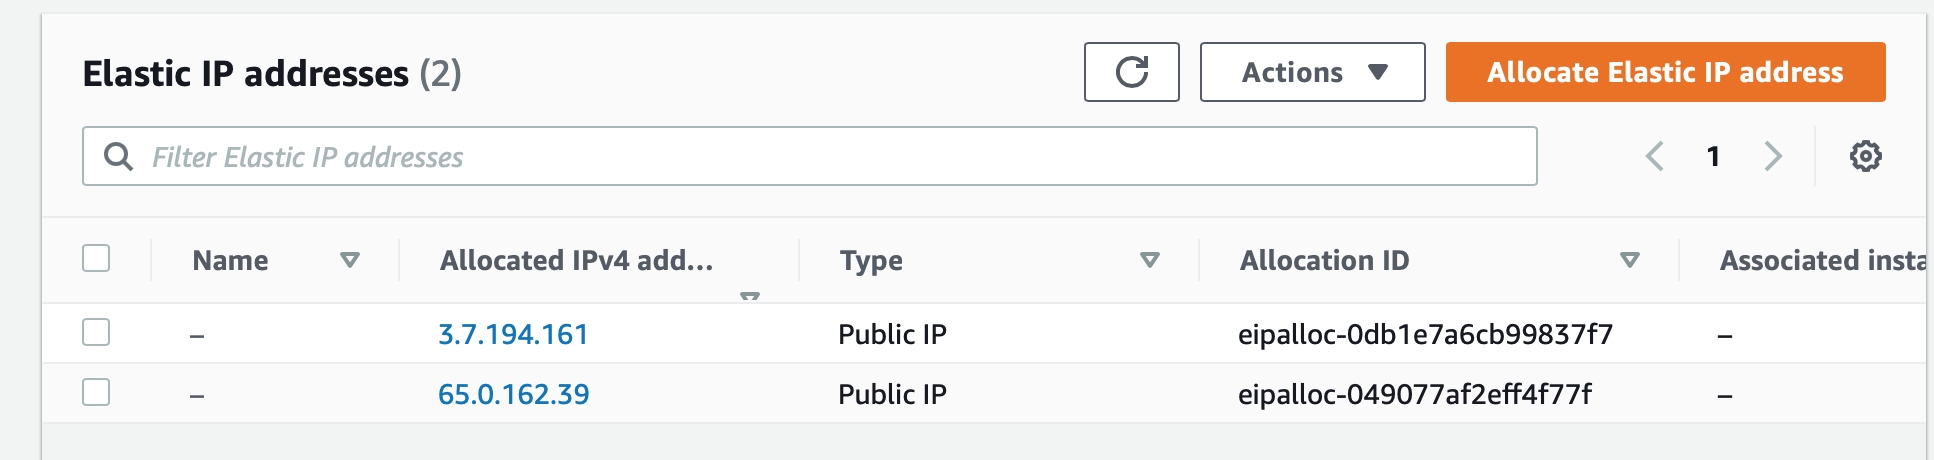 Elastic IP addresses (2)
Actions
Allocate Elastic IP address
Filter Elastic IP addresses
1
Name Allocated IPv4 add... Type Allocation ID Associated insta
– 3.7.194.161 Public IP eipalloc-0db1e7a6cb99837f7 –
– 65.0.162.39 Public IP eipalloc-049077af2eff4f77f –